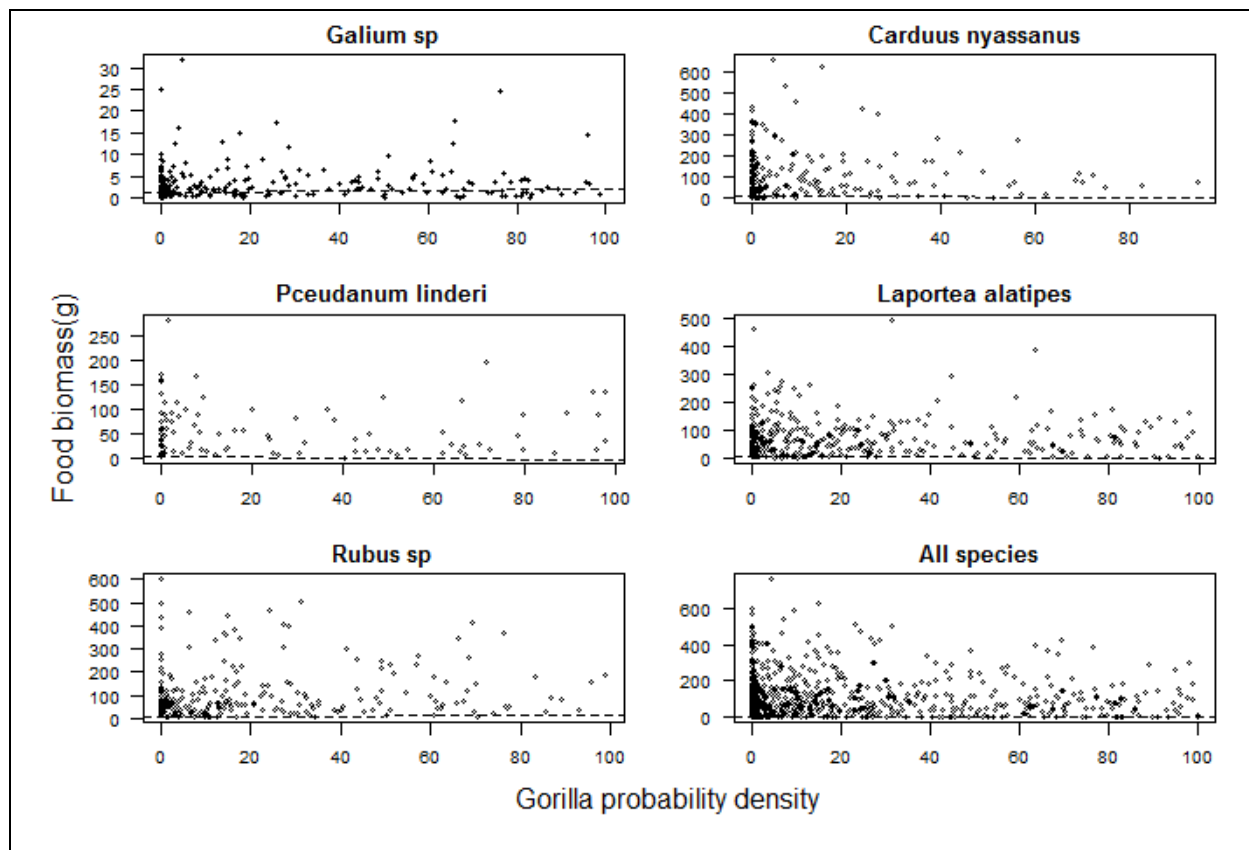 Galium sp
30
25
20
15
10
5
0
0 20 40 60 80 100
Carduus nyassanus
600
500
400
300
200
100
0
0 20 40 60 80
Pceudanum linderi
250
200
150
100
50
0
0 20 40 60 80 100
Laportea alatipes
500
400
300
200
100
0
0 20 40 60 80 100
Rubus sp
600
500
400
300
200
100
0
0 20 40 60 80 100
All species
600
400
200
0
0 20 40 60 80 100
Food biomass(g)
Gorilla probability density